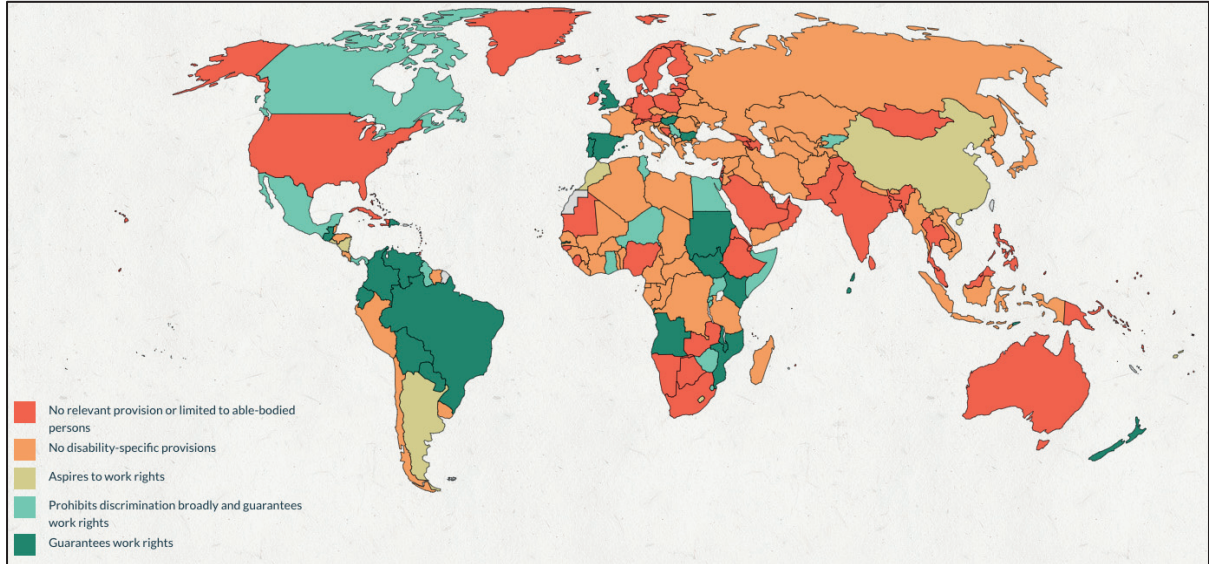 No relevant provision or limited to able-bodied
persons
No disability-specific provisions
Aspires to work rights
Prohibits discrimination broadly and guarantees
work rights
Guarantees work rights